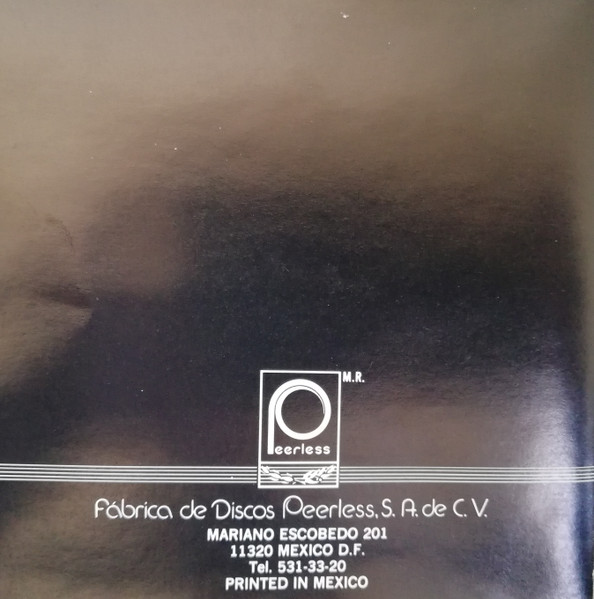 M.R.
Peerless
Fábrica de Discos Peerless, S. A. de C. V.
MARIANO ESCOBEDO 201
11320 MEXICO D.F.
Tel. 531-33-20
PRINTED IN MEXICO